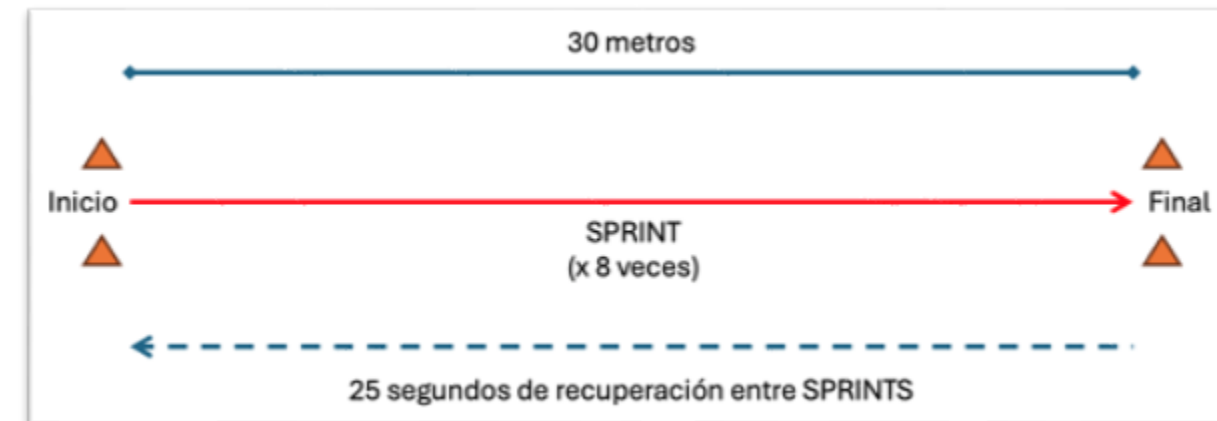 30 metros
Inicio
Final
SPRINT
(x 8 veces)
25 segundos de recuperación entre SPRINTS